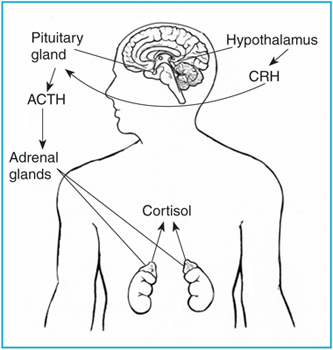 Pituitary
gland
Hypothalamus
CRH
ACTH
Adrenal
glands
Cortisol